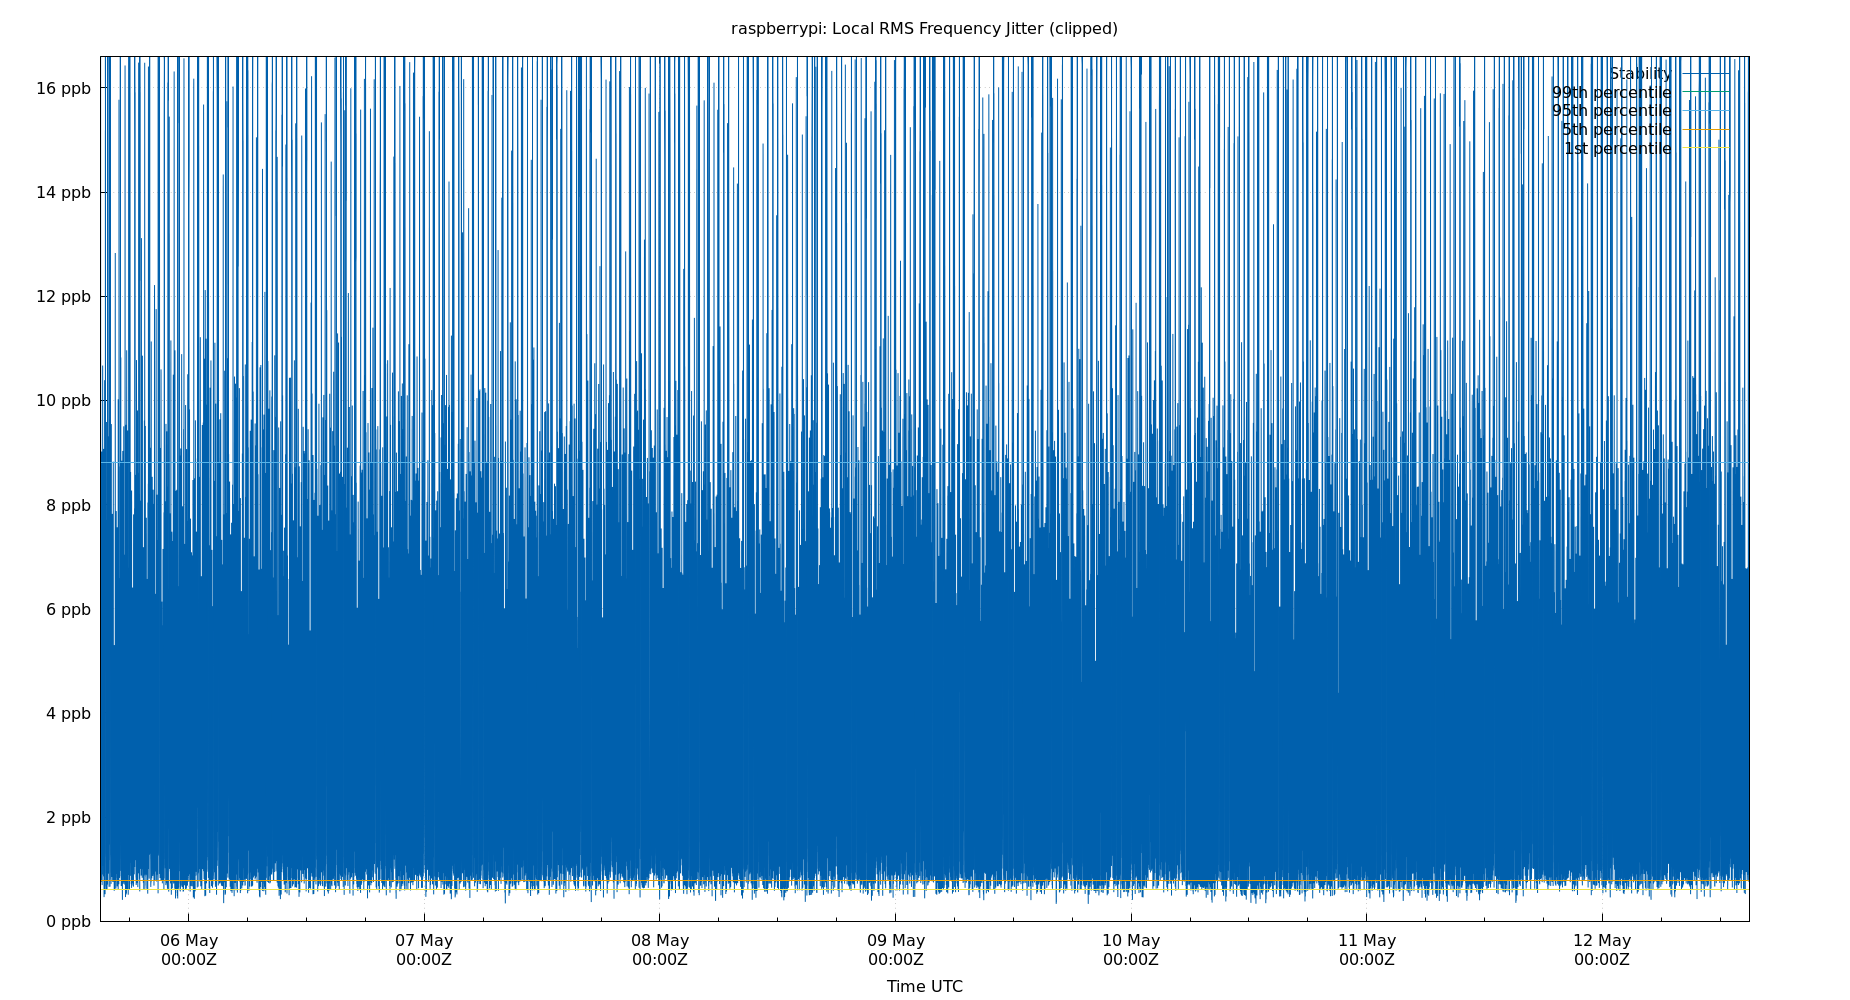 raspberrypi: Local RMS Frequency Jitter (clipped)
16 ppb
14 ppb
12 ppb
10 ppb
8 ppb
6 ppb
4 ppb
2 ppb
0 ppb
Stability
99th percentile
95th percentile
5th percentile
1st percentile
06 May 07 May 08 May 09 May 10 May 11 May 12 May
00:00Z 00:00Z 00:00Z 00:00Z 00:00Z 00:00Z 00:00Z
Time UTC